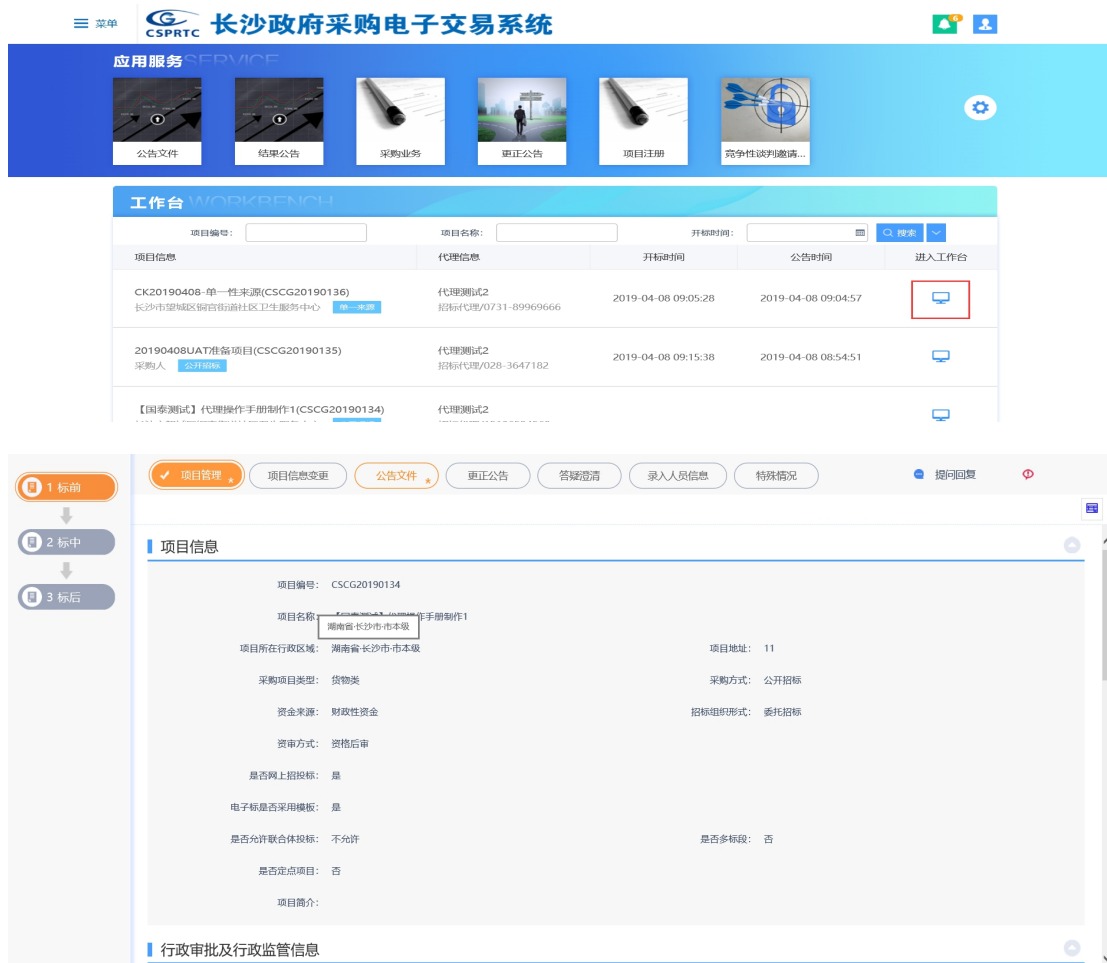 菜单 CSPRTC 长沙政府采购电子交易系统 6
应用服务SERVICE
公告文件 结果公告 采购业务 更正公告 项目注册 竞争性谈判邀请...
工作台 WORKBENCH
项目编号： 项目名称： 开标时间： 搜索
项目信息 代理信息 开标时间 公告时间 进入工作台
CK20190408-单一性来源(CSCG20190136) 代理测试2
2019-04-08 09:05:28 2019-04-08 09:04:57
长沙市望城区铜官街道社区卫生服务中心 单一来源 招标代理/0731-89969666
20190408UAT准备项目(CSCG20190135) 代理测试2
2019-04-08 09:15:38 2019-04-08 08:54:51
采购人 公开招标 招标代理/028-3647182
【国泰测试】代理操作手册制作1(CSCG20190134) 代理测试2
1 标前 项目管理 项目信息变更 公告文件 更正公告 答疑澄清 录入人员信息 特殊情况 提问回复
2 标中
3 标后
项目信息
项目编号： CSCG20190134
项目名称： 【国泰测试】代理操作手册制作1
湖南省·长沙市·市本级
项目所在行政区域： 湖南省·长沙市·市本级 项目地址： 11
采购项目类型： 货物类 采购方式： 公开招标
资金来源： 财政性资金 招标组织形式： 委托招标
资审方式： 资格后审
是否网上招投标： 是
电子标是否采用模板： 是
是否允许联合体投标： 不允许 是否多标段： 否
是否定点项目： 否
项目简介：
行政审批及行政监管信息